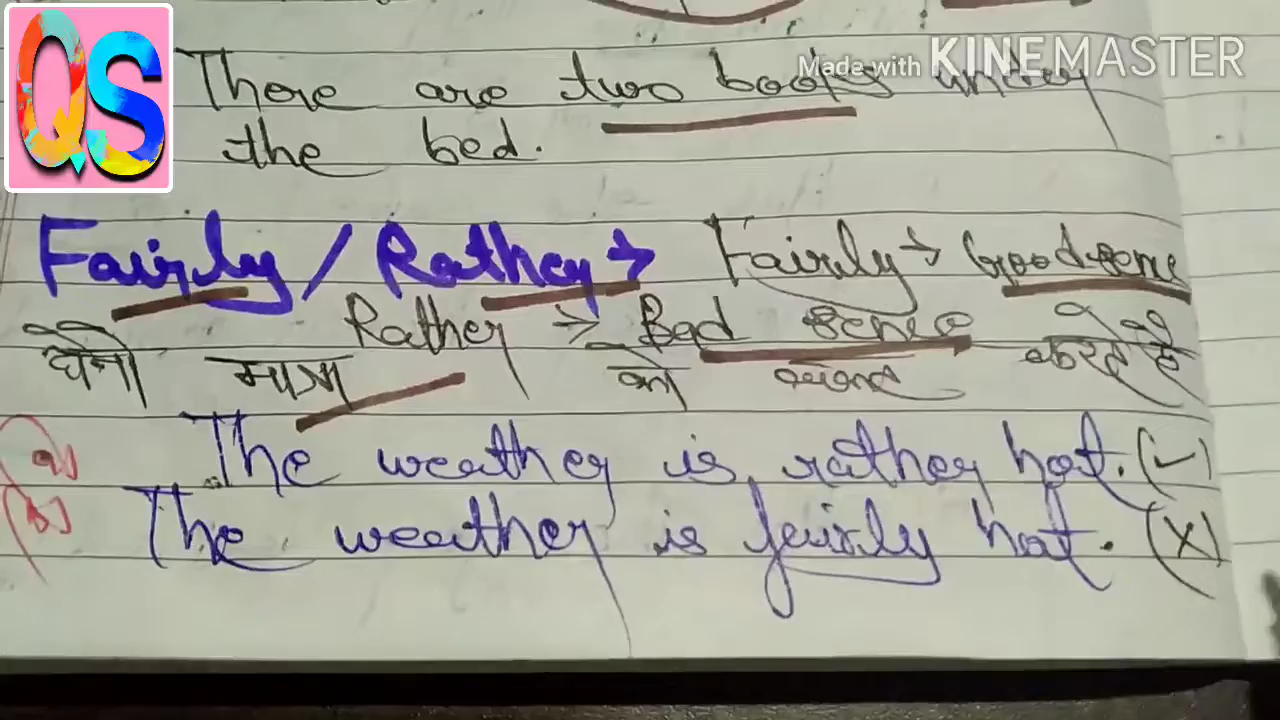 QS
Made with KINEMASTER
There are two books under
the bed.
Fairly / Rather → Fairly → Good sense
Rather → Bad sense
दोनो मात्रा को करते है
a) The weather is rather hot. (✓)
b) The weather is fairly hot. (×)